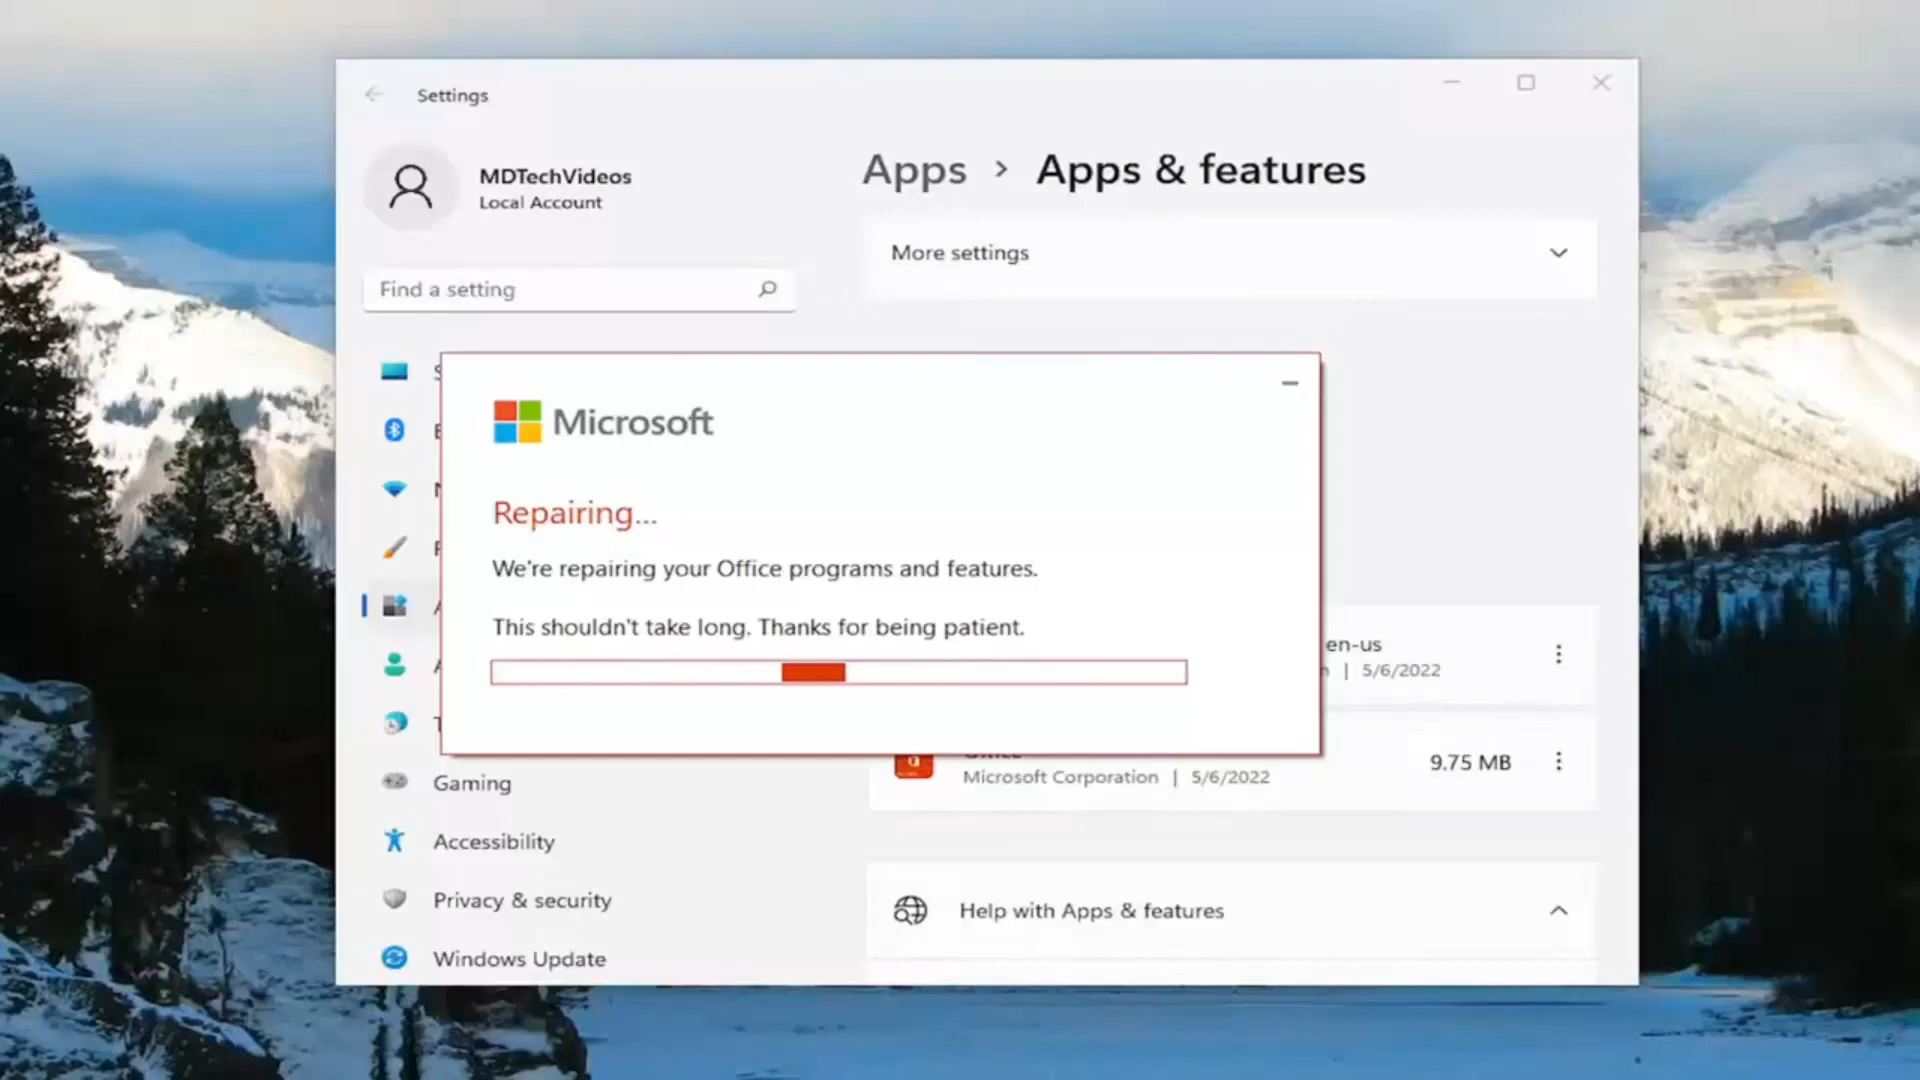 Settings
MDTechVideos
Local Account
Find a setting
Apps > Apps & features
More settings
Microsoft
Repairing...
We're repairing your Office programs and features.
This shouldn't take long. Thanks for being patient.
en-us
| 5/6/2022
9.75 MB
Microsoft Corporation | 5/6/2022
Gaming
Accessibility
Privacy & security
Windows Update
Help with Apps & features